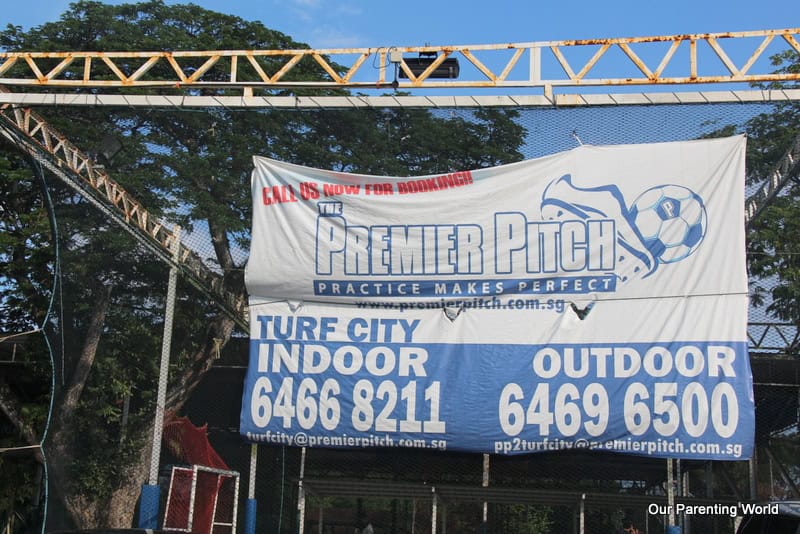 CALL US NOW FOR BOOKING!!
THE
PREMIER PITCH
P
PRACTICE MAKES PERFECT
www.premierpitch.com.sg
TURF CITY
INDOOR OUTDOOR
6466 8211 6469 6500
turfcity@premierpitch.com.sg pp2turfcity@premierpitch.com.sg
Our Parenting World